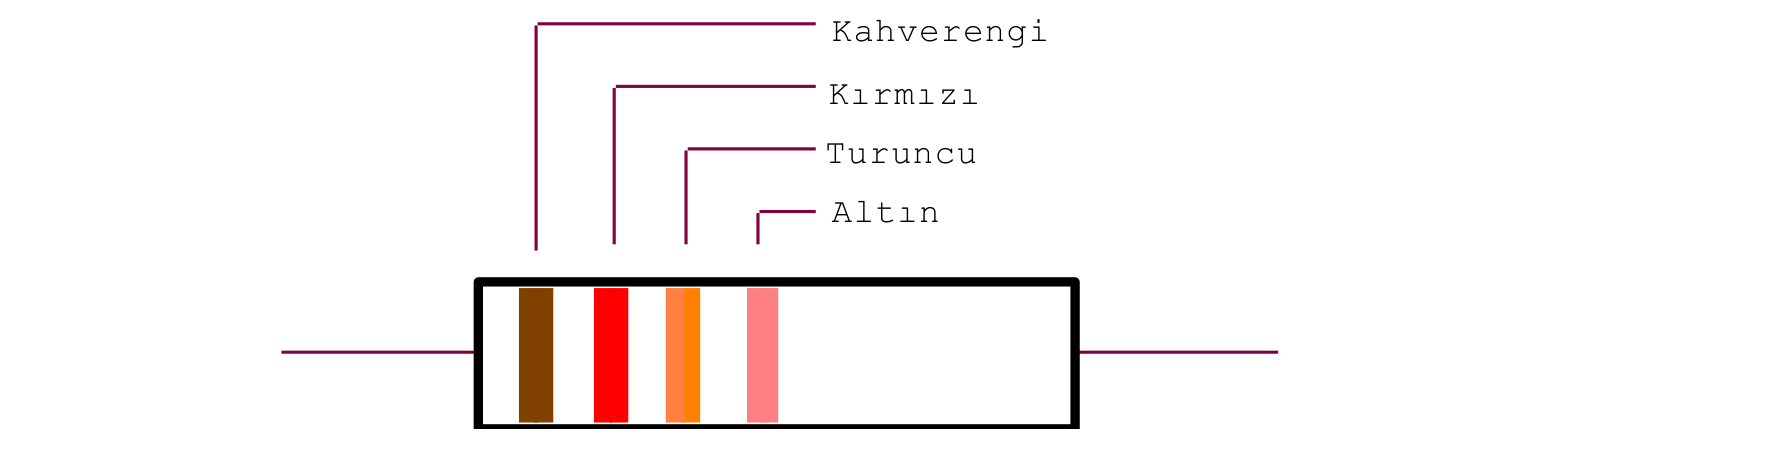 Kahverengi
Kırmızı
Turuncu
Altın